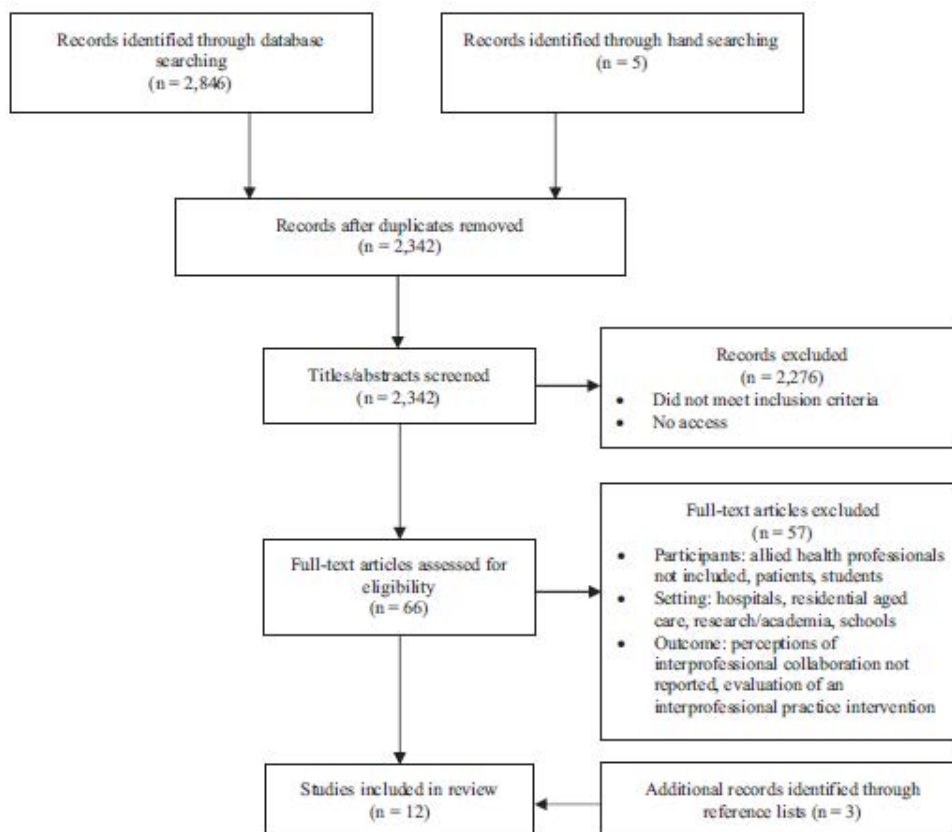 Records identified through database
searching
(n = 2,846)
Records identified through hand searching
(n = 5)
Records after duplicates removed
(n = 2,342)
Titles/abstracts screened
(n = 2,342)
Records excluded
(n = 2,276)
• Did not meet inclusion criteria
• No access
Full-text articles assessed for
eligibility
(n = 66)
Full-text articles excluded
(n = 57)
• Participants: allied health professionals
not included, patients, students
• Setting: hospitals, residential aged
care, research/academia, schools
• Outcome: perceptions of
interprofessional collaboration not
reported, evaluation of an
interprofessional practice intervention
Studies included in review
(n = 12)
Additional records identified through
reference lists (n = 3)